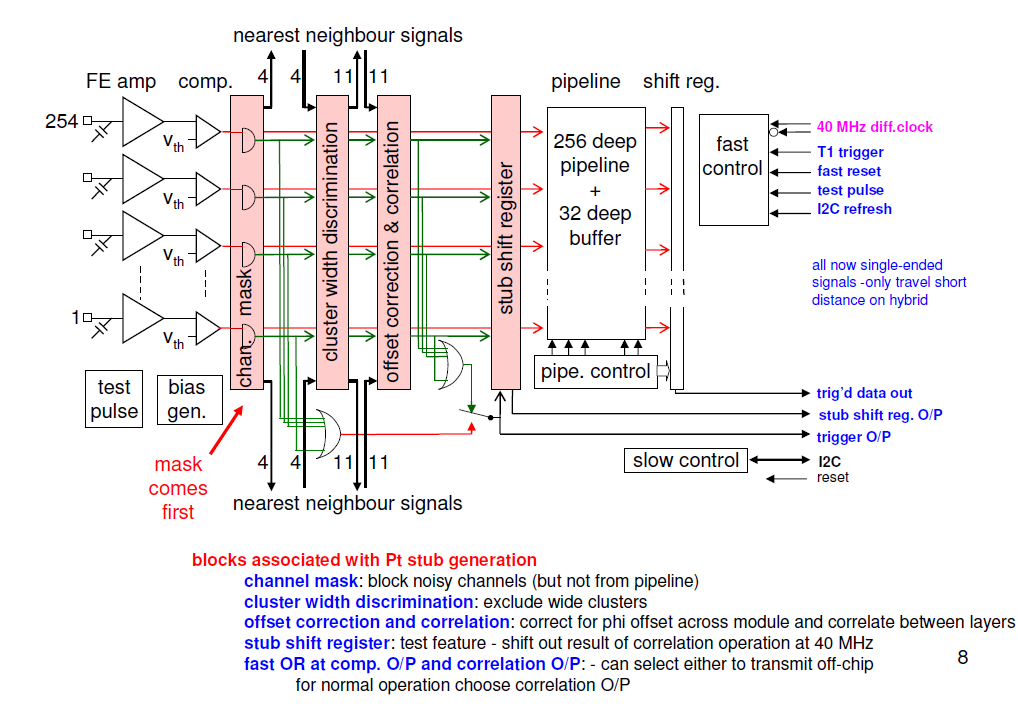 nearest neighbour signals
4 4 11 11
FE amp comp. pipeline shift reg.
254
Vth
Vth
Vth
1
Vth
chan. mask
cluster width discrimination
offset correction & correlation
stub shift register
256 deep
pipeline
+
32 deep
buffer
fast
control
40 MHz diff.clock
T1 trigger
fast reset
test pulse
I2C refresh
all now single-ended
signals -only travel short
distance on hybrid
pipe. control
test
pulse
bias
gen.
trig'd data out
stub shift reg. O/P
trigger O/P
slow control
I2C
reset
4 4 11 11
nearest neighbour signals
mask
comes
first
blocks associated with Pt stub generation
channel mask: block noisy channels (but not from pipeline)
cluster width discrimination: exclude wide clusters
offset correction and correlation: correct for phi offset across module and correlate between layers
stub shift register: test feature - shift out result of correlation operation at 40 MHz
fast OR at comp. O/P and correlation O/P: - can select either to transmit off-chip
for normal operation choose correlation O/P
8